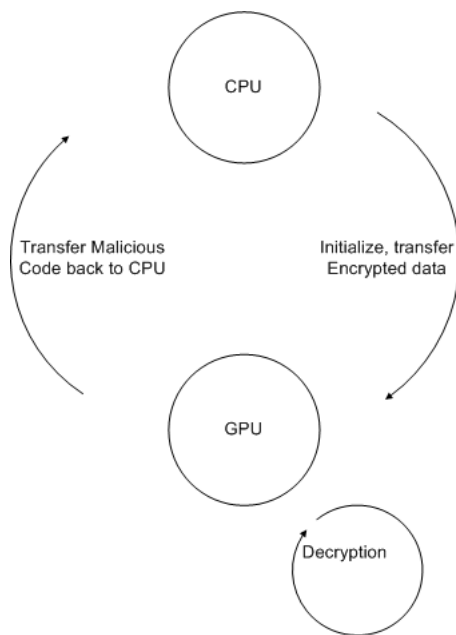 CPU
Transfer Malicious
Code back to CPU
Initialize, transfer
Encrypted data
GPU
Decryption